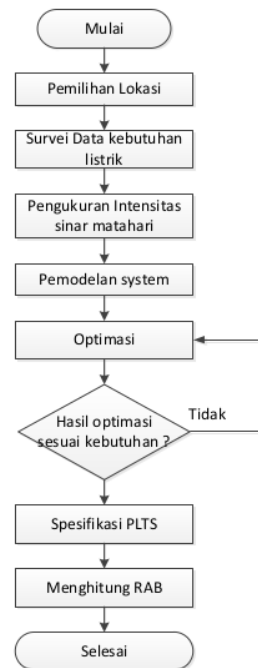 Mulai
Pemilihan Lokasi
Survei Data kebutuhan
listrik
Pengukuran Intensitas
sinar matahari
Pemodelan system
Optimasi
Hasil optimasi
sesuai kebutuhan ?
Tidak
Spesifikasi PLTS
Menghitung RAB
Selesai